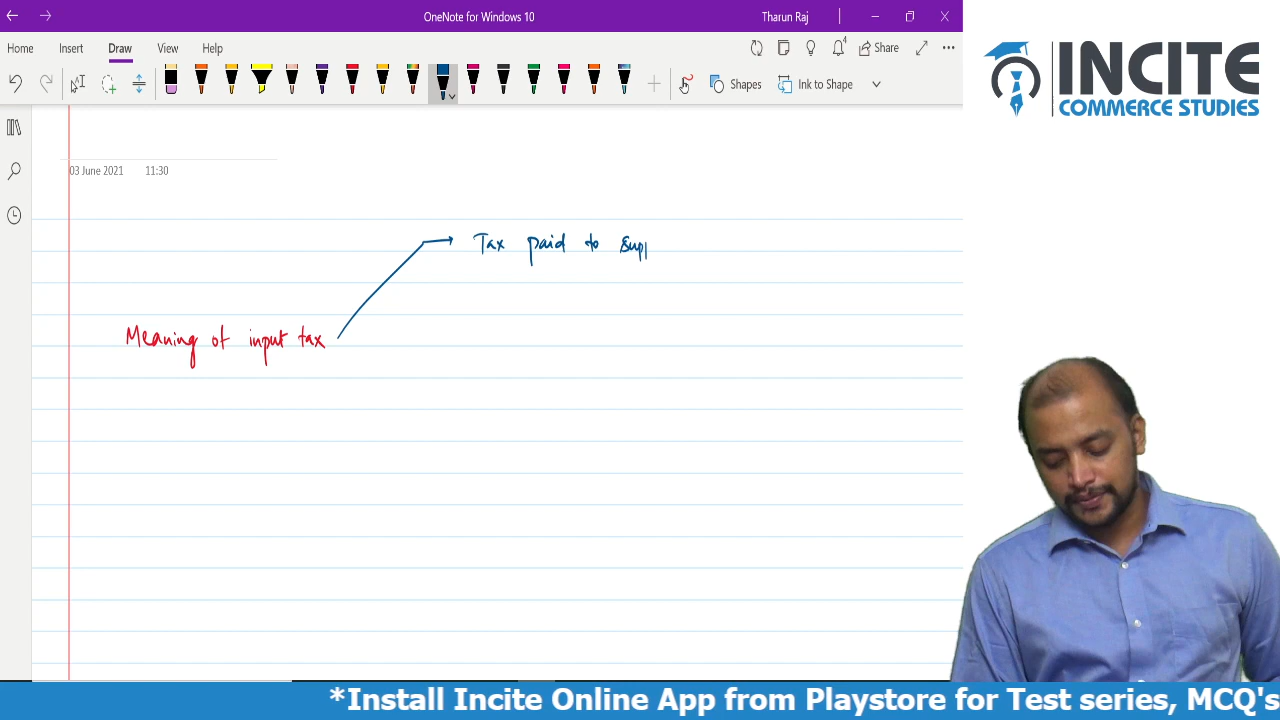 OneNote for Windows 10
Tharun Raj
Home Insert Draw View Help
4 Share
Shapes Ink to Shape
INCITE
COMMERCE STUDIES
03 June 2021 11:30
Tax paid to Supp
Meaning of input tax
*Install Incite Online App from Playstore for Test series, MCQ's